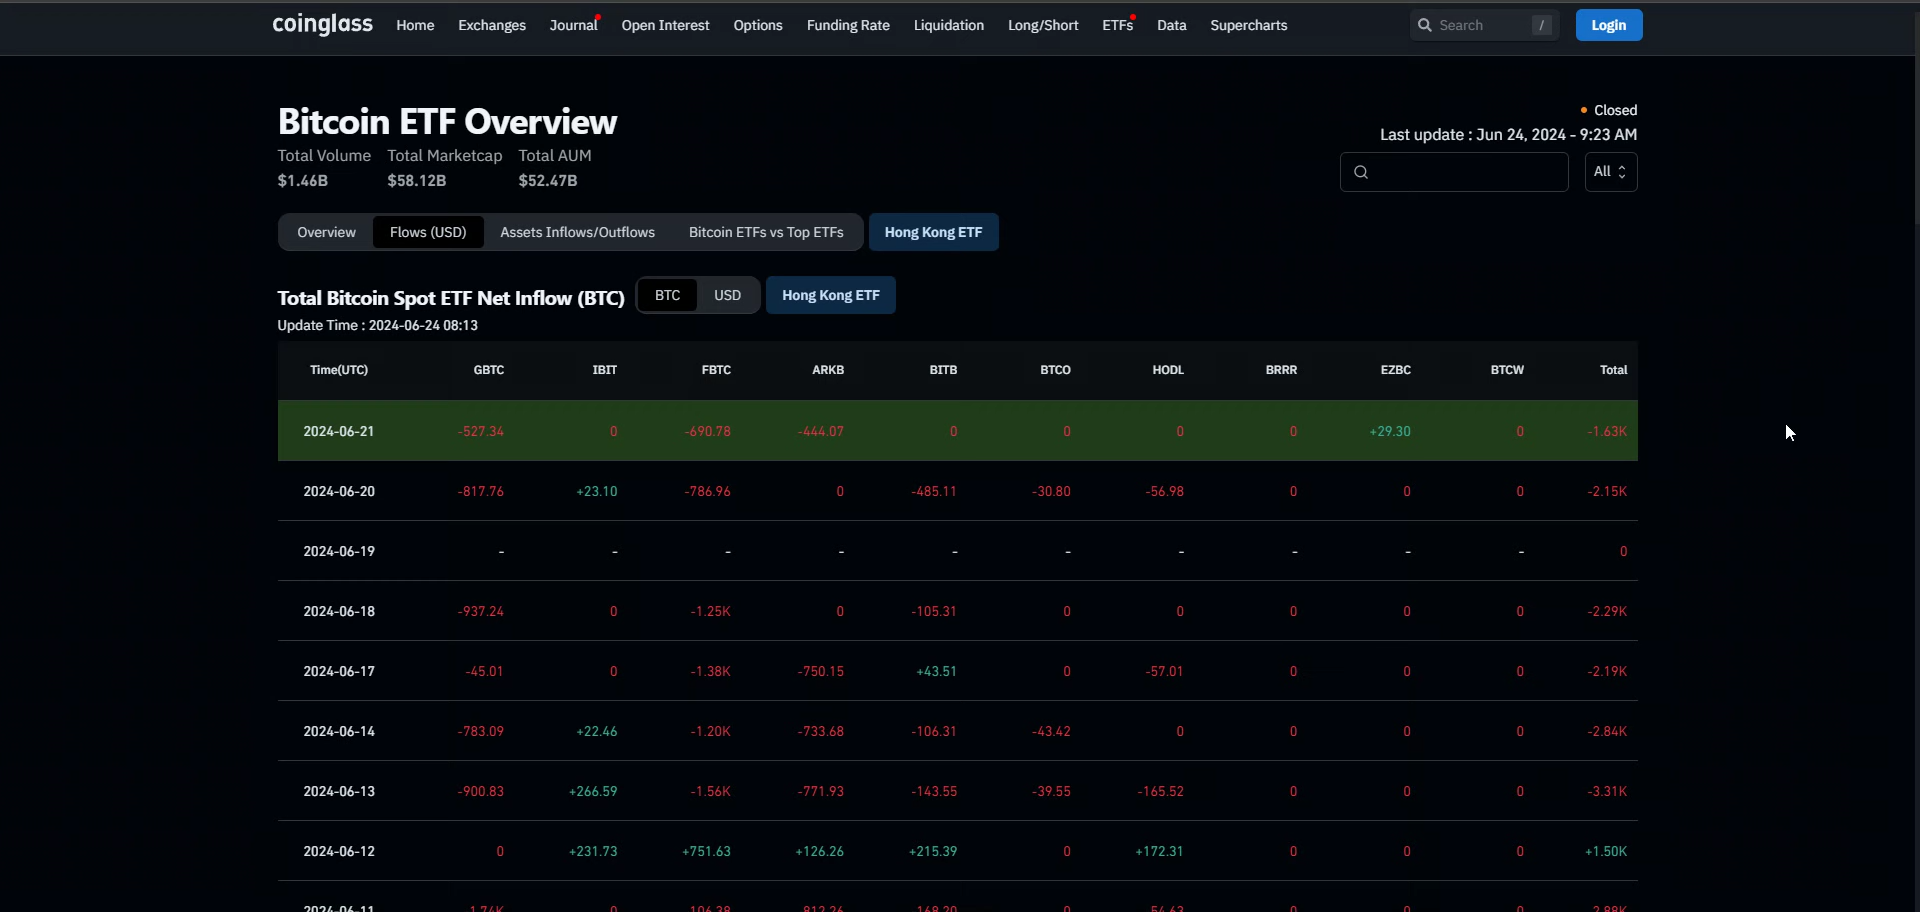 coinglass Home Exchanges Journal Open Interest Options Funding Rate Liquidation Long/Short ETFs Data Supercharts Search / Login
Bitcoin ETF Overview
Closed
Last update : Jun 24, 2024 - 9:23 AM
Total Volume Total Marketcap Total AUM
$1.46B $58.12B $52.47B
All
Overview Flows (USD) Assets Inflows/Outflows Bitcoin ETFs vs Top ETFs Hong Kong ETF
Total Bitcoin Spot ETF Net Inflow (BTC) BTC USD Hong Kong ETF
Update Time : 2024-06-24 08:13
Time(UTC) GBTC IBIT FBTC ARKB BITB BTCO HODL BRRR EZBC BTCW Total
2024-06-21 -527.34 0 -690.78 -444.07 0 0 0 0 +29.30 0 -1.63K
2024-06-20 -817.76 +23.10 -786.96 0 -485.11 -30.80 -56.98 0 0 0 -2.15K
2024-06-19 - - - - - - - - - - 0
2024-06-18 -937.24 0 -1.25K 0 -105.31 0 0 0 0 0 -2.29K
2024-06-17 -45.01 0 -1.38K -750.15 +43.51 0 -57.01 0 0 0 -2.19K
2024-06-14 -783.09 +22.46 -1.20K -733.68 -106.31 -43.42 0 0 0 0 -2.84K
2024-06-13 -900.83 +266.59 -1.56K -771.93 -143.55 -39.55 -165.52 0 0 0 -3.31K
2024-06-12 0 +231.73 +751.63 +126.26 +215.39 0 +172.31 0 0 0 +1.50K
2024-06-11